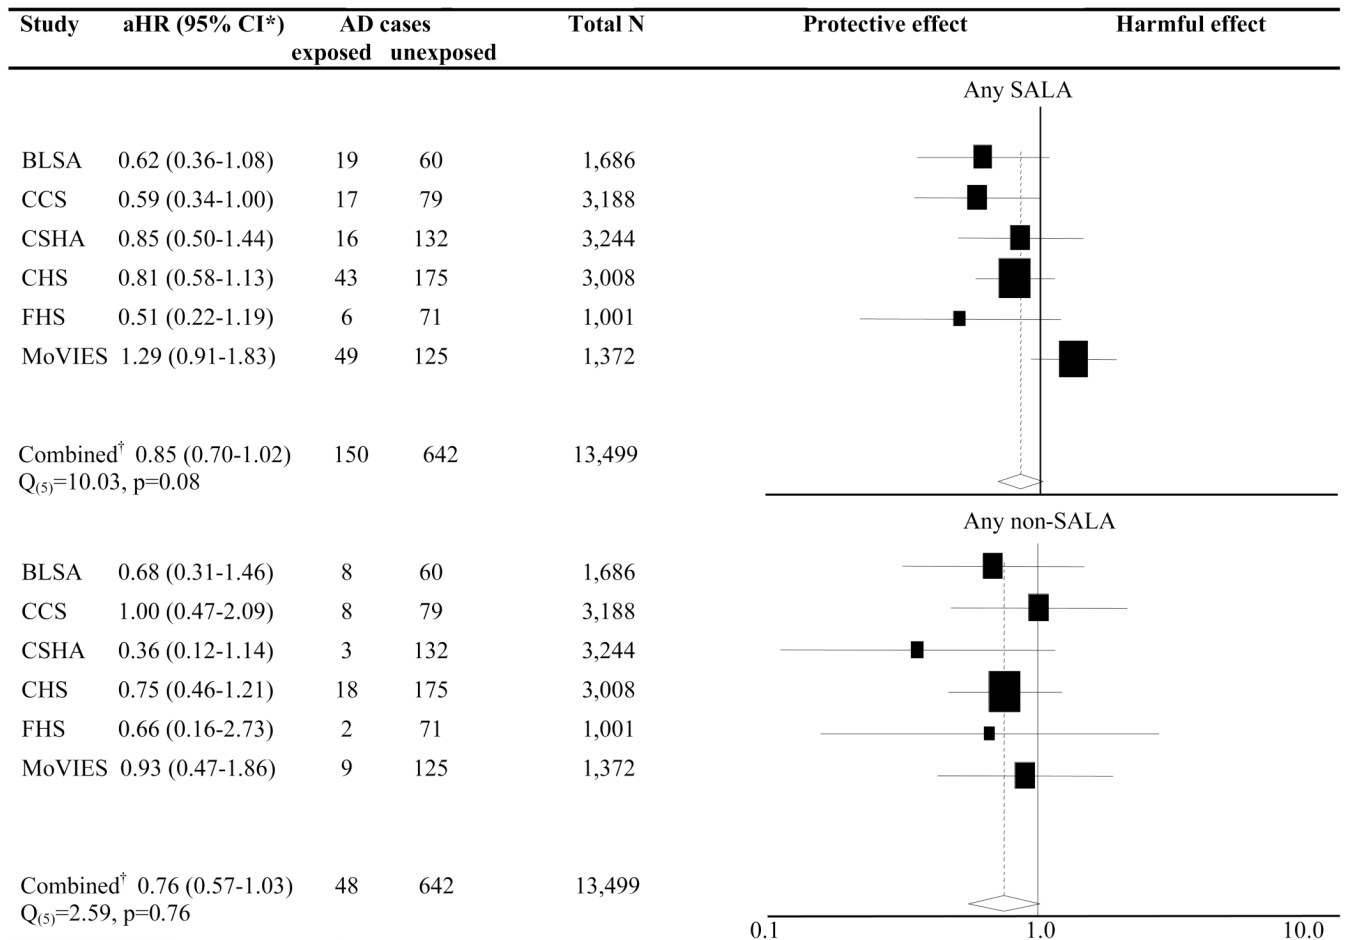 Study aHR (95% CI*) AD cases Total N Protective effect Harmful effect
exposed unexposed
Any SALA
BLSA 0.62 (0.36-1.08) 19 60 1,686
CCS 0.59 (0.34-1.00) 17 79 3,188
CSHA 0.85 (0.50-1.44) 16 132 3,244
CHS 0.81 (0.58-1.13) 43 175 3,008
FHS 0.51 (0.22-1.19) 6 71 1,001
MoVIES 1.29 (0.91-1.83) 49 125 1,372
Combined† 0.85 (0.70-1.02) 150 642 13,499
Q(5)=10.03, p=0.08
Any non-SALA
BLSA 0.68 (0.31-1.46) 8 60 1,686
CCS 1.00 (0.47-2.09) 8 79 3,188
CSHA 0.36 (0.12-1.14) 3 132 3,244
CHS 0.75 (0.46-1.21) 18 175 3,008
FHS 0.66 (0.16-2.73) 2 71 1,001
MoVIES 0.93 (0.47-1.86) 9 125 1,372
Combined† 0.76 (0.57-1.03) 48 642 13,499
Q(5)=2.59, p=0.76
0.1 1.0 10.0